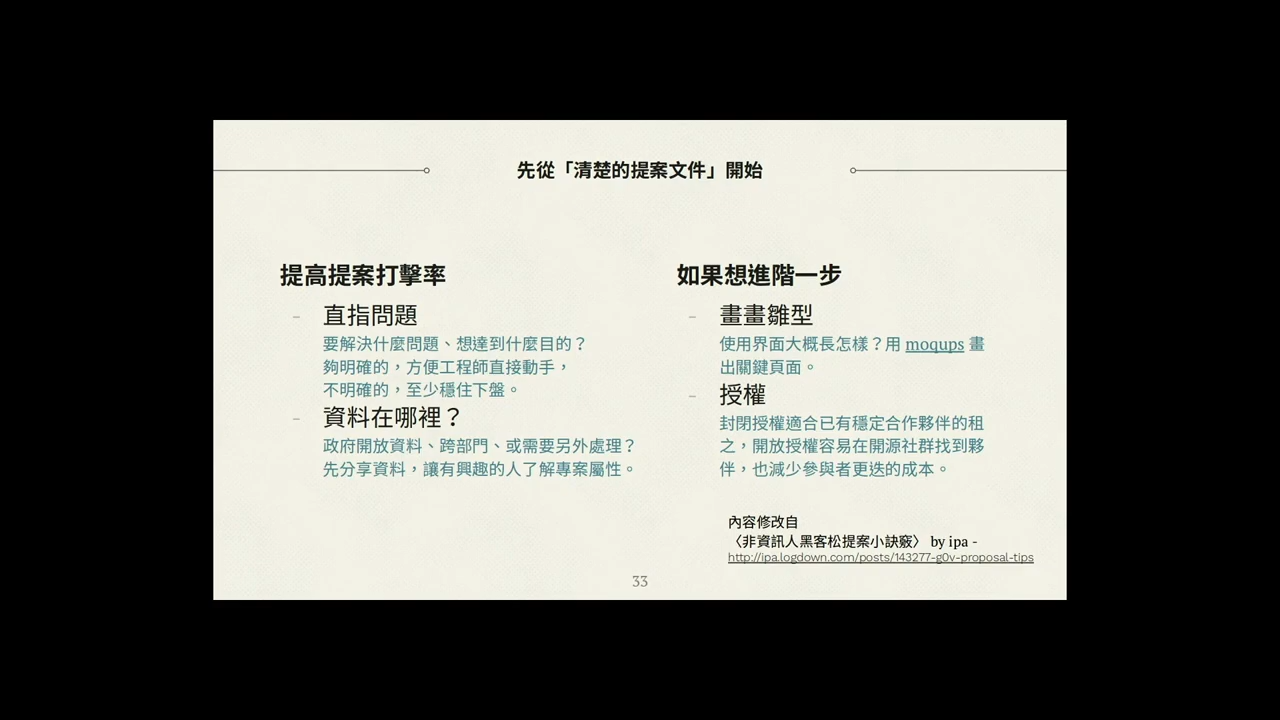 先從「清楚的提案文件」開始
提高提案打擊率
- 直指問題
要解決什麼問題、想達到什麼目的？
夠明確的，方便工程師直接動手，
不明確的，至少穩住下盤。
- 資料在哪裡？
政府開放資料、跨部門、或需要另外處理？
先分享資料，讓有興趣的人了解專案屬性。
如果想進階一步
- 畫畫雛型
使用界面大概長怎樣？用 moqups 畫
出關鍵頁面。
- 授權
封閉授權適合已有穩定合作夥伴的租
之，開放授權容易在開源社群找到夥
伴，也減少參與者更迭的成本。
內容修改自
〈非資訊人黑客松提案小訣竅〉 by ipa -
http://ipa.logdown.com/posts/143277-g0v-proposal-tips
33